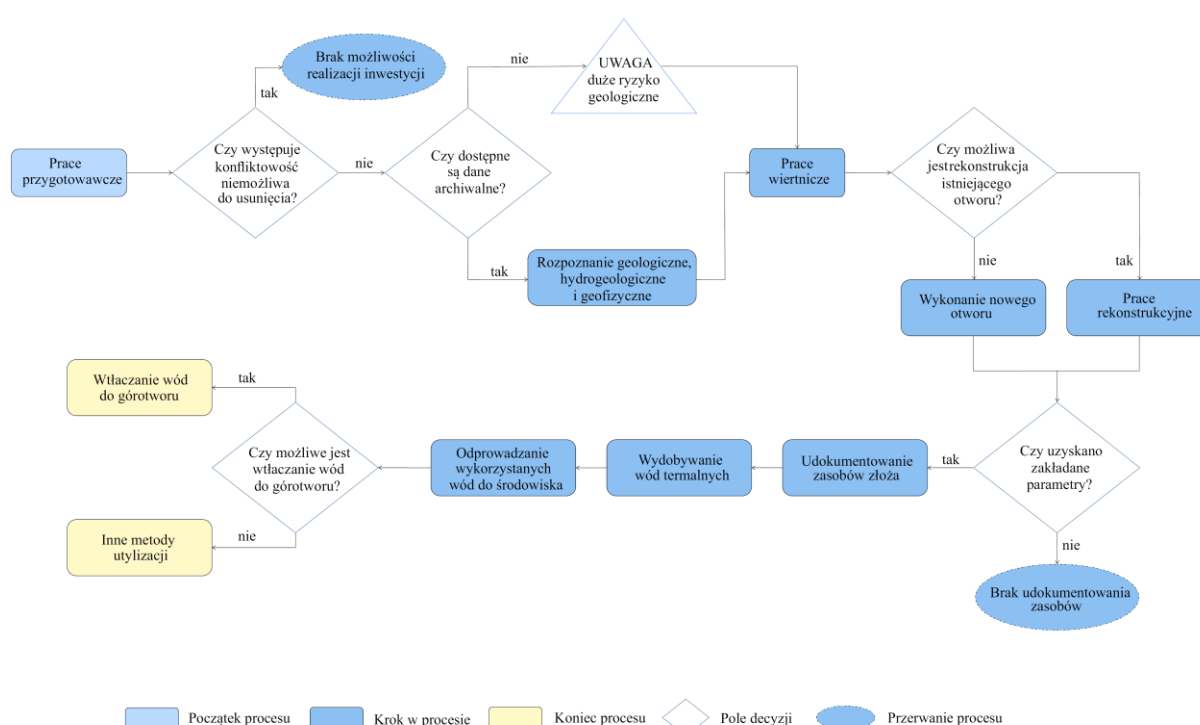 Brak możliwości
realizacji inwestycji
tak
nie
UWAGA
duże ryzyko
geologiczne
Prace
przygotowawcze
Czy występuje
konfliktowość
niemożliwa
do usunięcia?
nie
Czy dostępne
są dane
archiwalne?
Prace
wiertnicze
Czy możliwa
jestrekonstrukcja
istniejącego
otworu?
tak
Rozpoznanie geologiczne,
hydrogeologiczne
i geofizyczne
nie
tak
Wykonanie nowego
otworu
Prace
rekonstrukcyjne
Czy uzyskano
zakładane
parametry?
tak
nie
Brak udokumentowania
zasobów
Udokumentowanie
zasobów złoża
Wydobywanie
wód termalnych
Odprowadzanie
wykorzystanych
wód do środowiska
Czy możliwe jest
wtłaczanie wód
do górotworu?
tak
Wtłaczanie wód
do górotworu
nie
Inne metody
utylizacji
Początek procesu
Krok w procesie
Koniec procesu
Pole decyzji
Przerwanie procesu